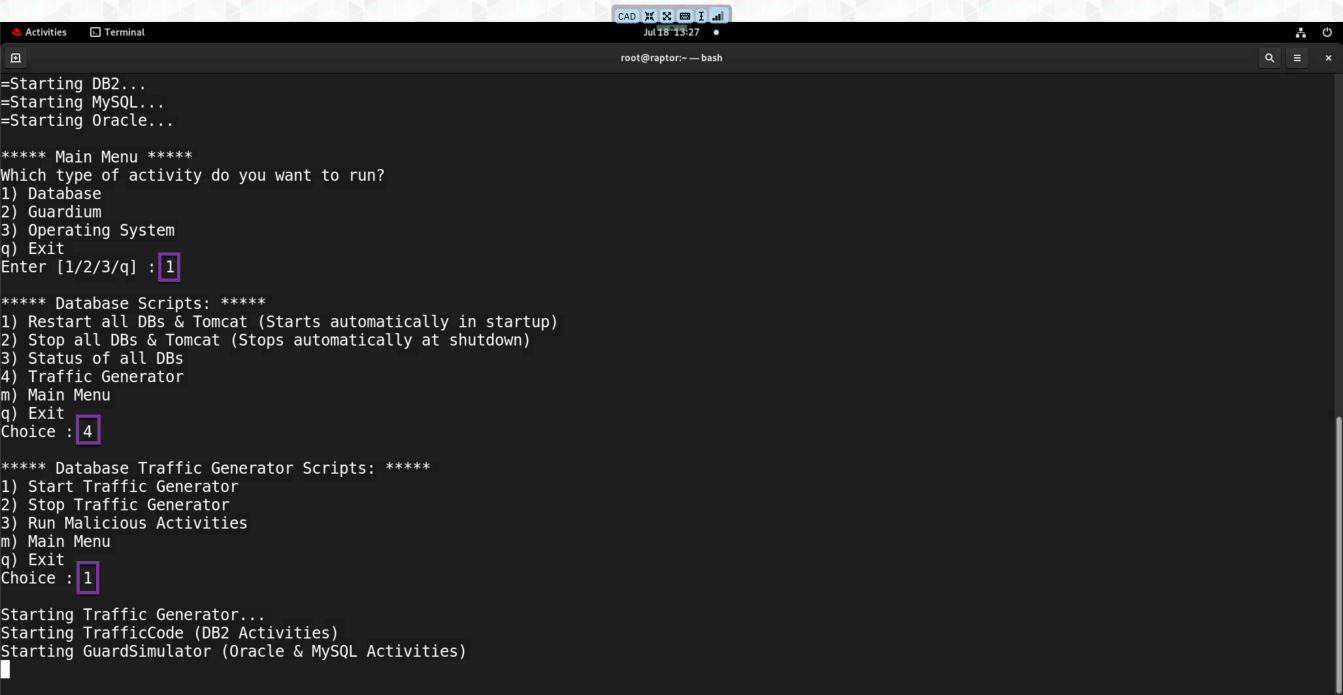 CAD
Activities
Terminal
Jul 18 13:27
root@raptor:~ — bash
=Starting DB2...
=Starting MySQL...
=Starting Oracle...
***** Main Menu *****
Which type of activity do you want to run?
1) Database
2) Guardium
3) Operating System
q) Exit
Enter [1/2/3/q] : 1
***** Database Scripts: *****
1) Restart all DBs & Tomcat (Starts automatically in startup)
2) Stop all DBs & Tomcat (Stops automatically at shutdown)
3) Status of all DBs
4) Traffic Generator
m) Main Menu
q) Exit
Choice : 4
***** Database Traffic Generator Scripts: *****
1) Start Traffic Generator
2) Stop Traffic Generator
3) Run Malicious Activities
m) Main Menu
q) Exit
Choice : 1
Starting Traffic Generator...
Starting TrafficCode (DB2 Activities)
Starting GuardSimulator (Oracle & MySQL Activities)